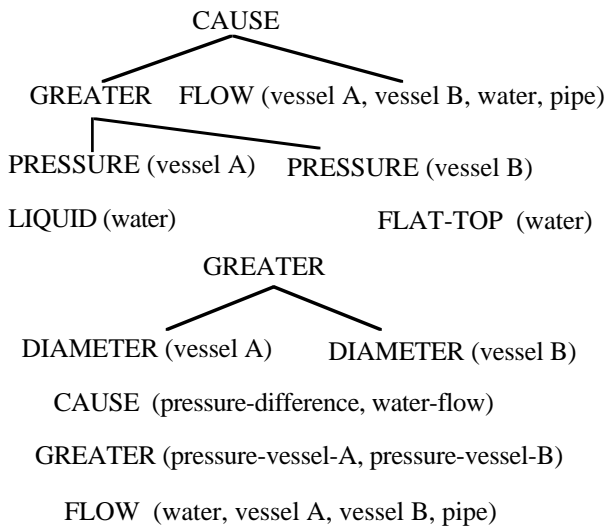 CAUSE
GREATER FLOW (vessel A, vessel B, water, pipe)
PRESSURE (vessel A) PRESSURE (vessel B)
LIQUID (water) FLAT-TOP (water)
GREATER
DIAMETER (vessel A) DIAMETER (vessel B)
CAUSE (pressure-difference, water-flow)
GREATER (pressure-vessel-A, pressure-vessel-B)
FLOW (water, vessel A, vessel B, pipe)